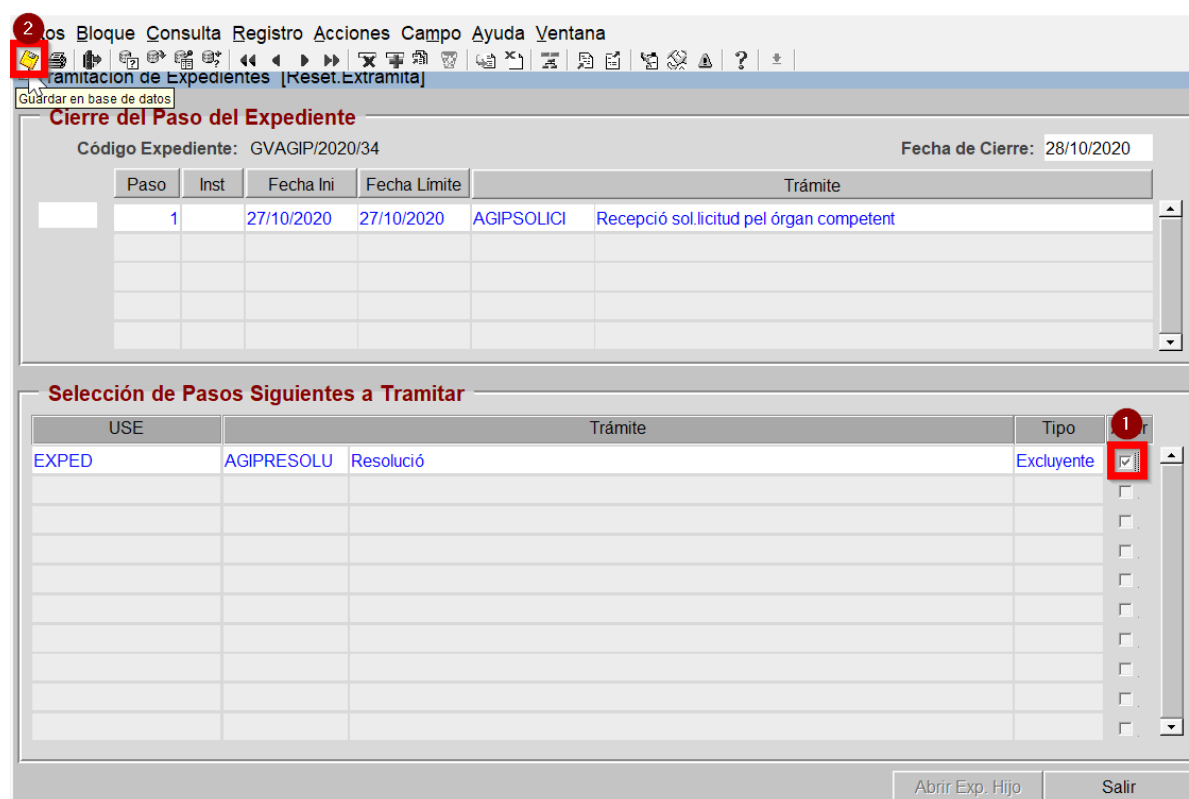 2 os Bloque Consulta Registro Acciones Campo Ayuda Ventana
Tramitación de Expedientes [Reset.Extramita]
Guardar en base de datos
Cierre del Paso del Expediente
Código Expediente: GVAGIP/2020/34 Fecha de Cierre: 28/10/2020
Paso Inst Fecha Ini Fecha Límite Trámite
1 27/10/2020 27/10/2020 AGIPSOLICI Recepció sol.licitud pel órgan competent
Selección de Pasos Siguientes a Tramitar
USE Trámite Tipo 1 r
EXPED AGIPRESOLU Resolució Excluyente
Abrir Exp. Hijo Salir